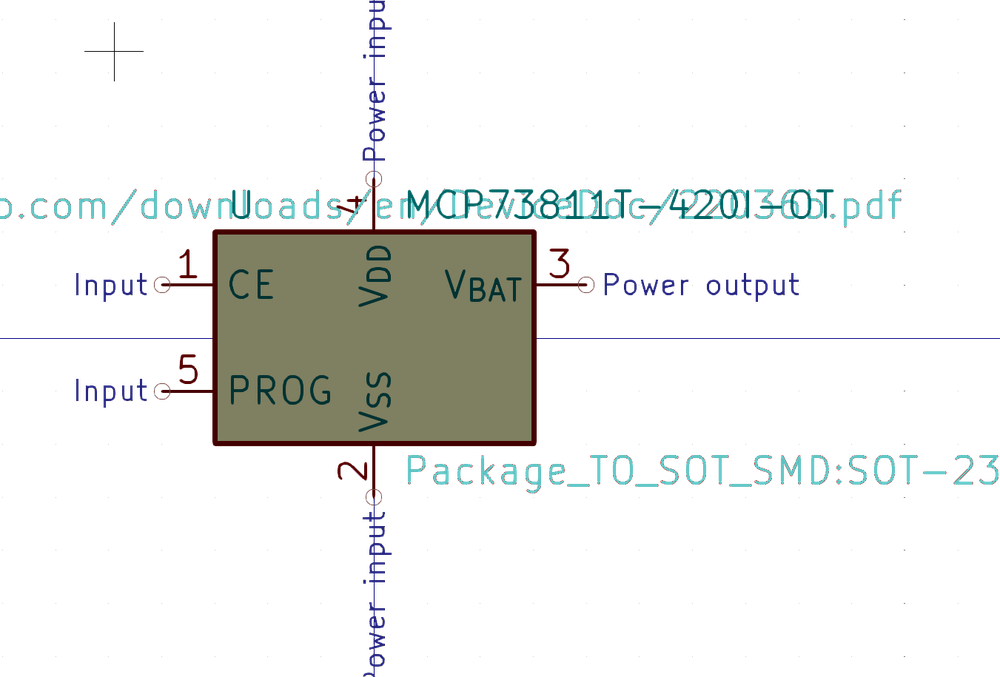 Power input
U
MCP73811T-420I-OT
o.com/downloads/en/DeviceDoc/22036b.pdf
4
1
CE
VDD
VBAT
3
Input
Power output
5
PROG
VSS
Input
2
Package_TO_SOT_SMD:SOT-23
Power input